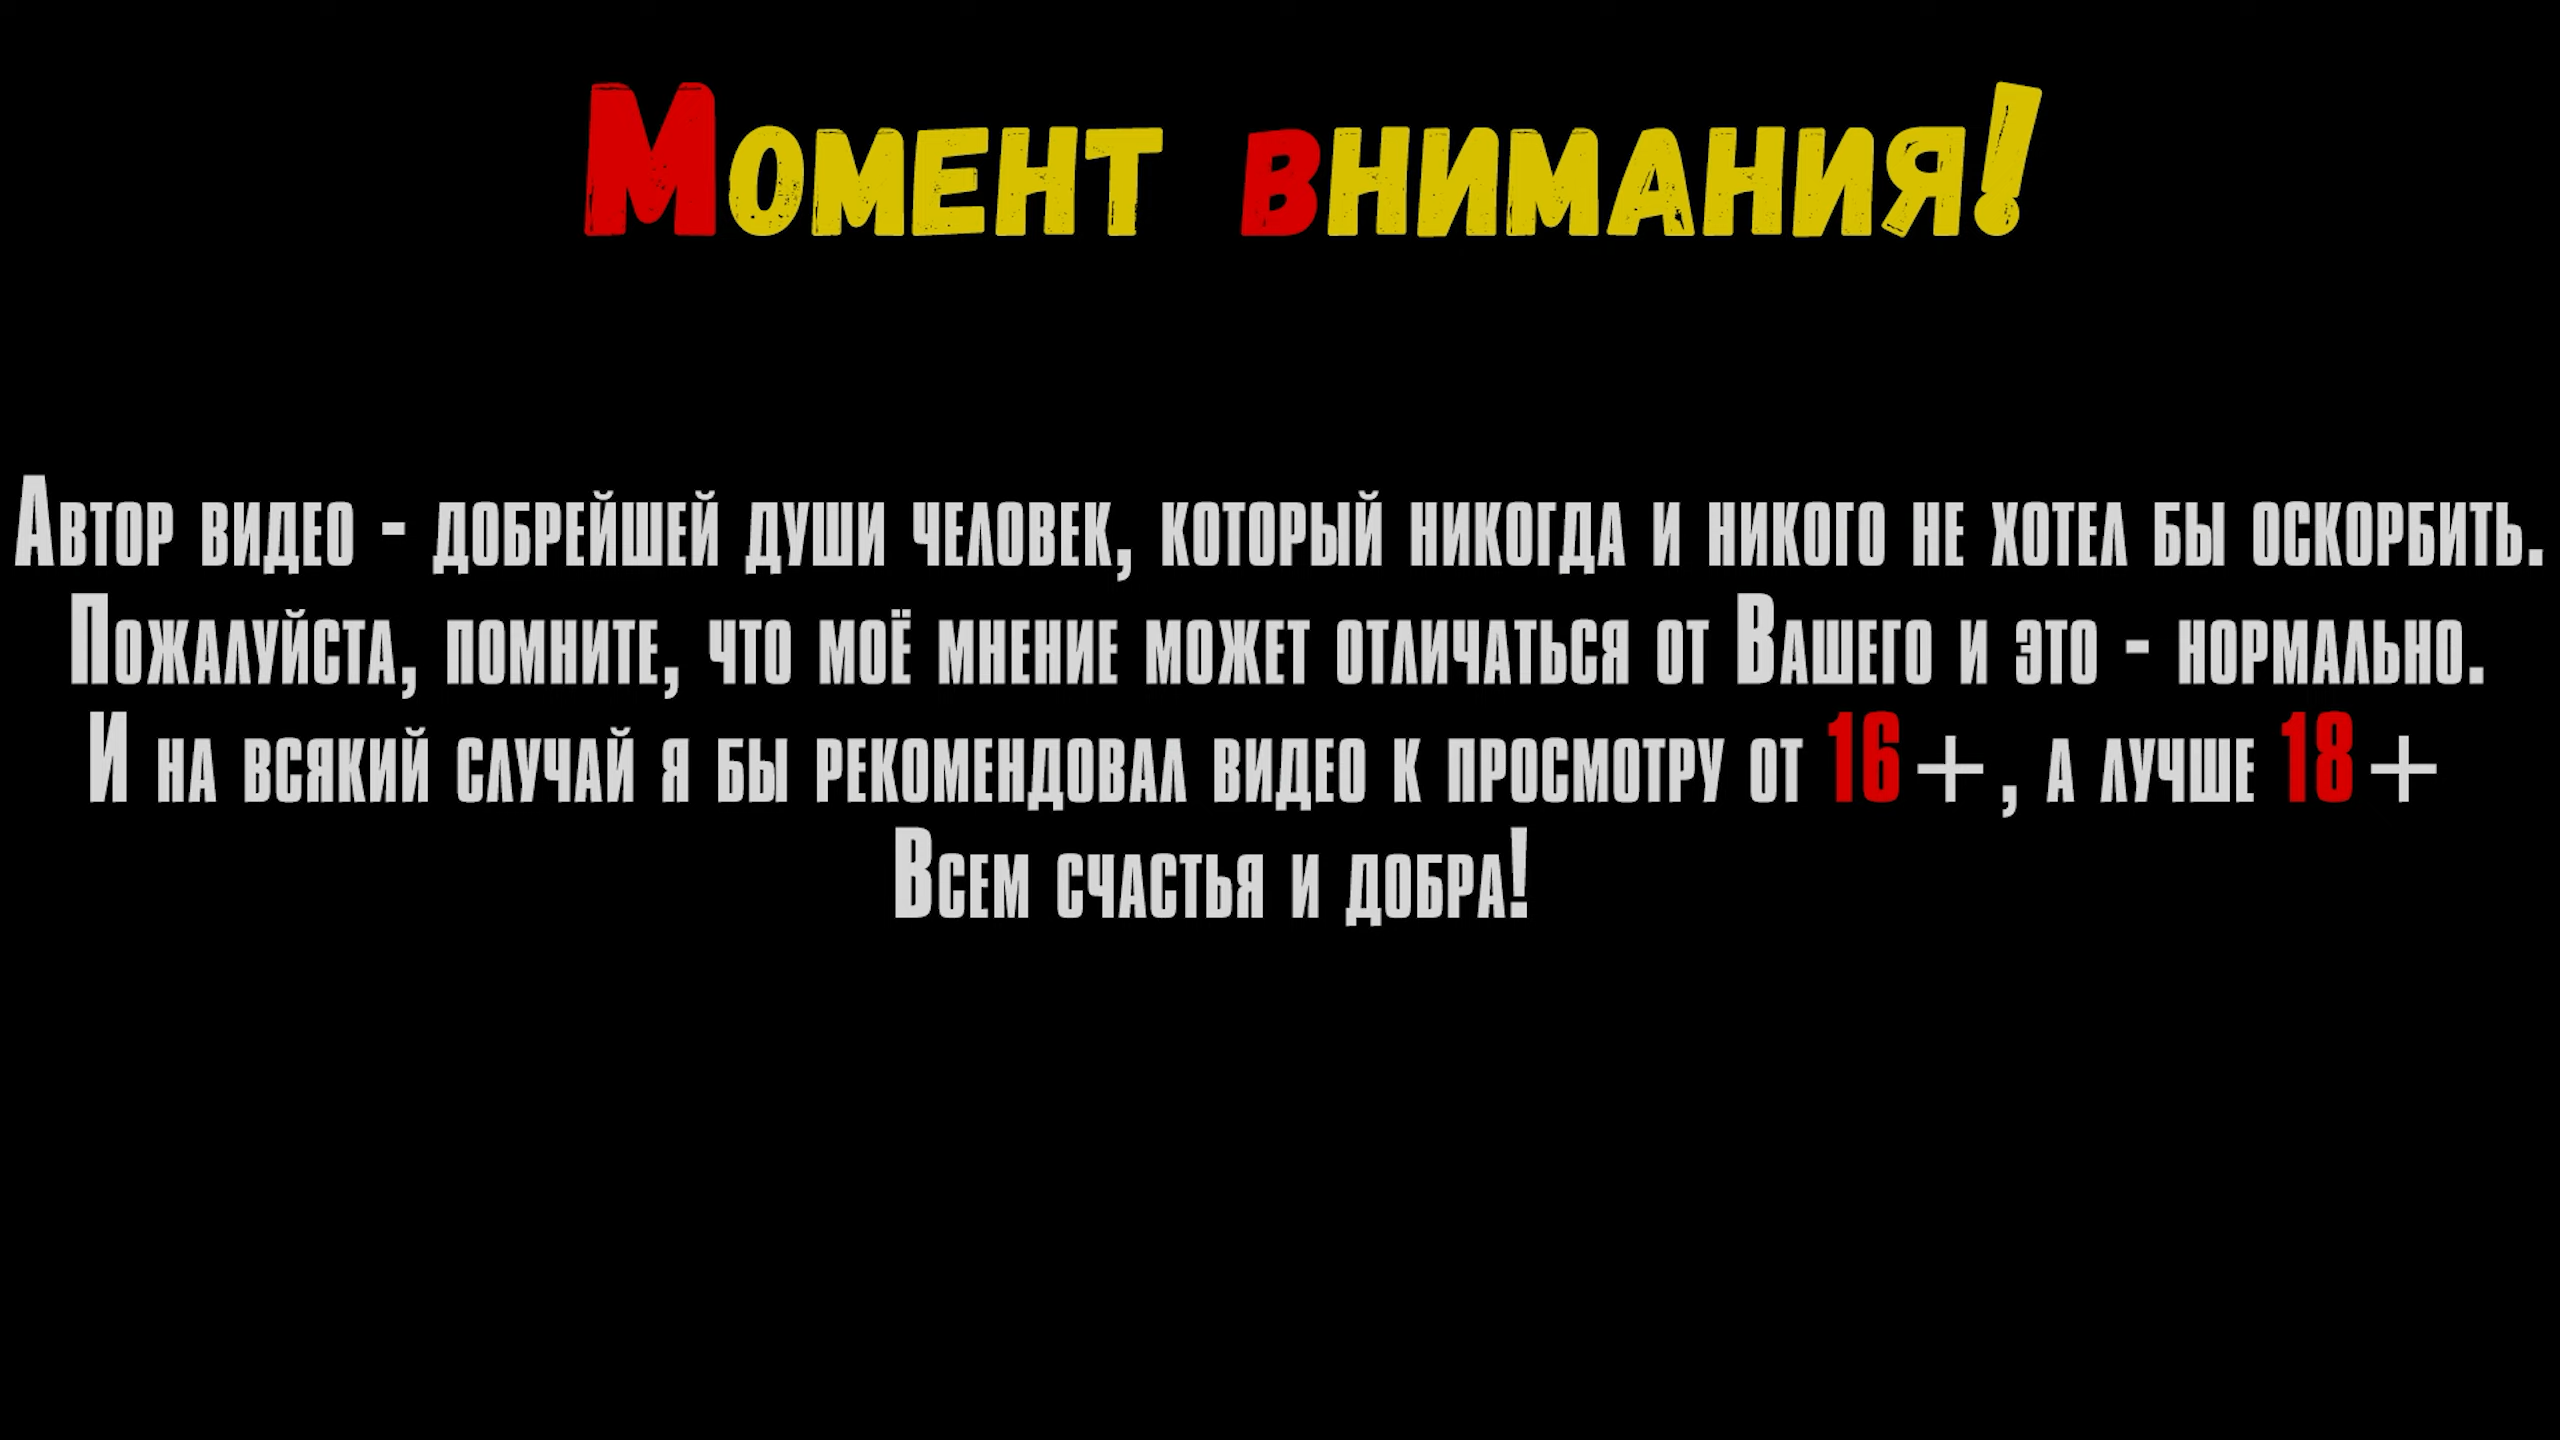 Момент внимания!
Автор видео - добрейшей души человек, который никогда и никого не хотел бы оскорбить.
Пожалуйста, помните, что моё мнение может отличаться от Вашего и это - нормально.
И на всякий случай я бы рекомендовал видео к просмотру от 16+, а лучше 18+
Всем счастья и добра!